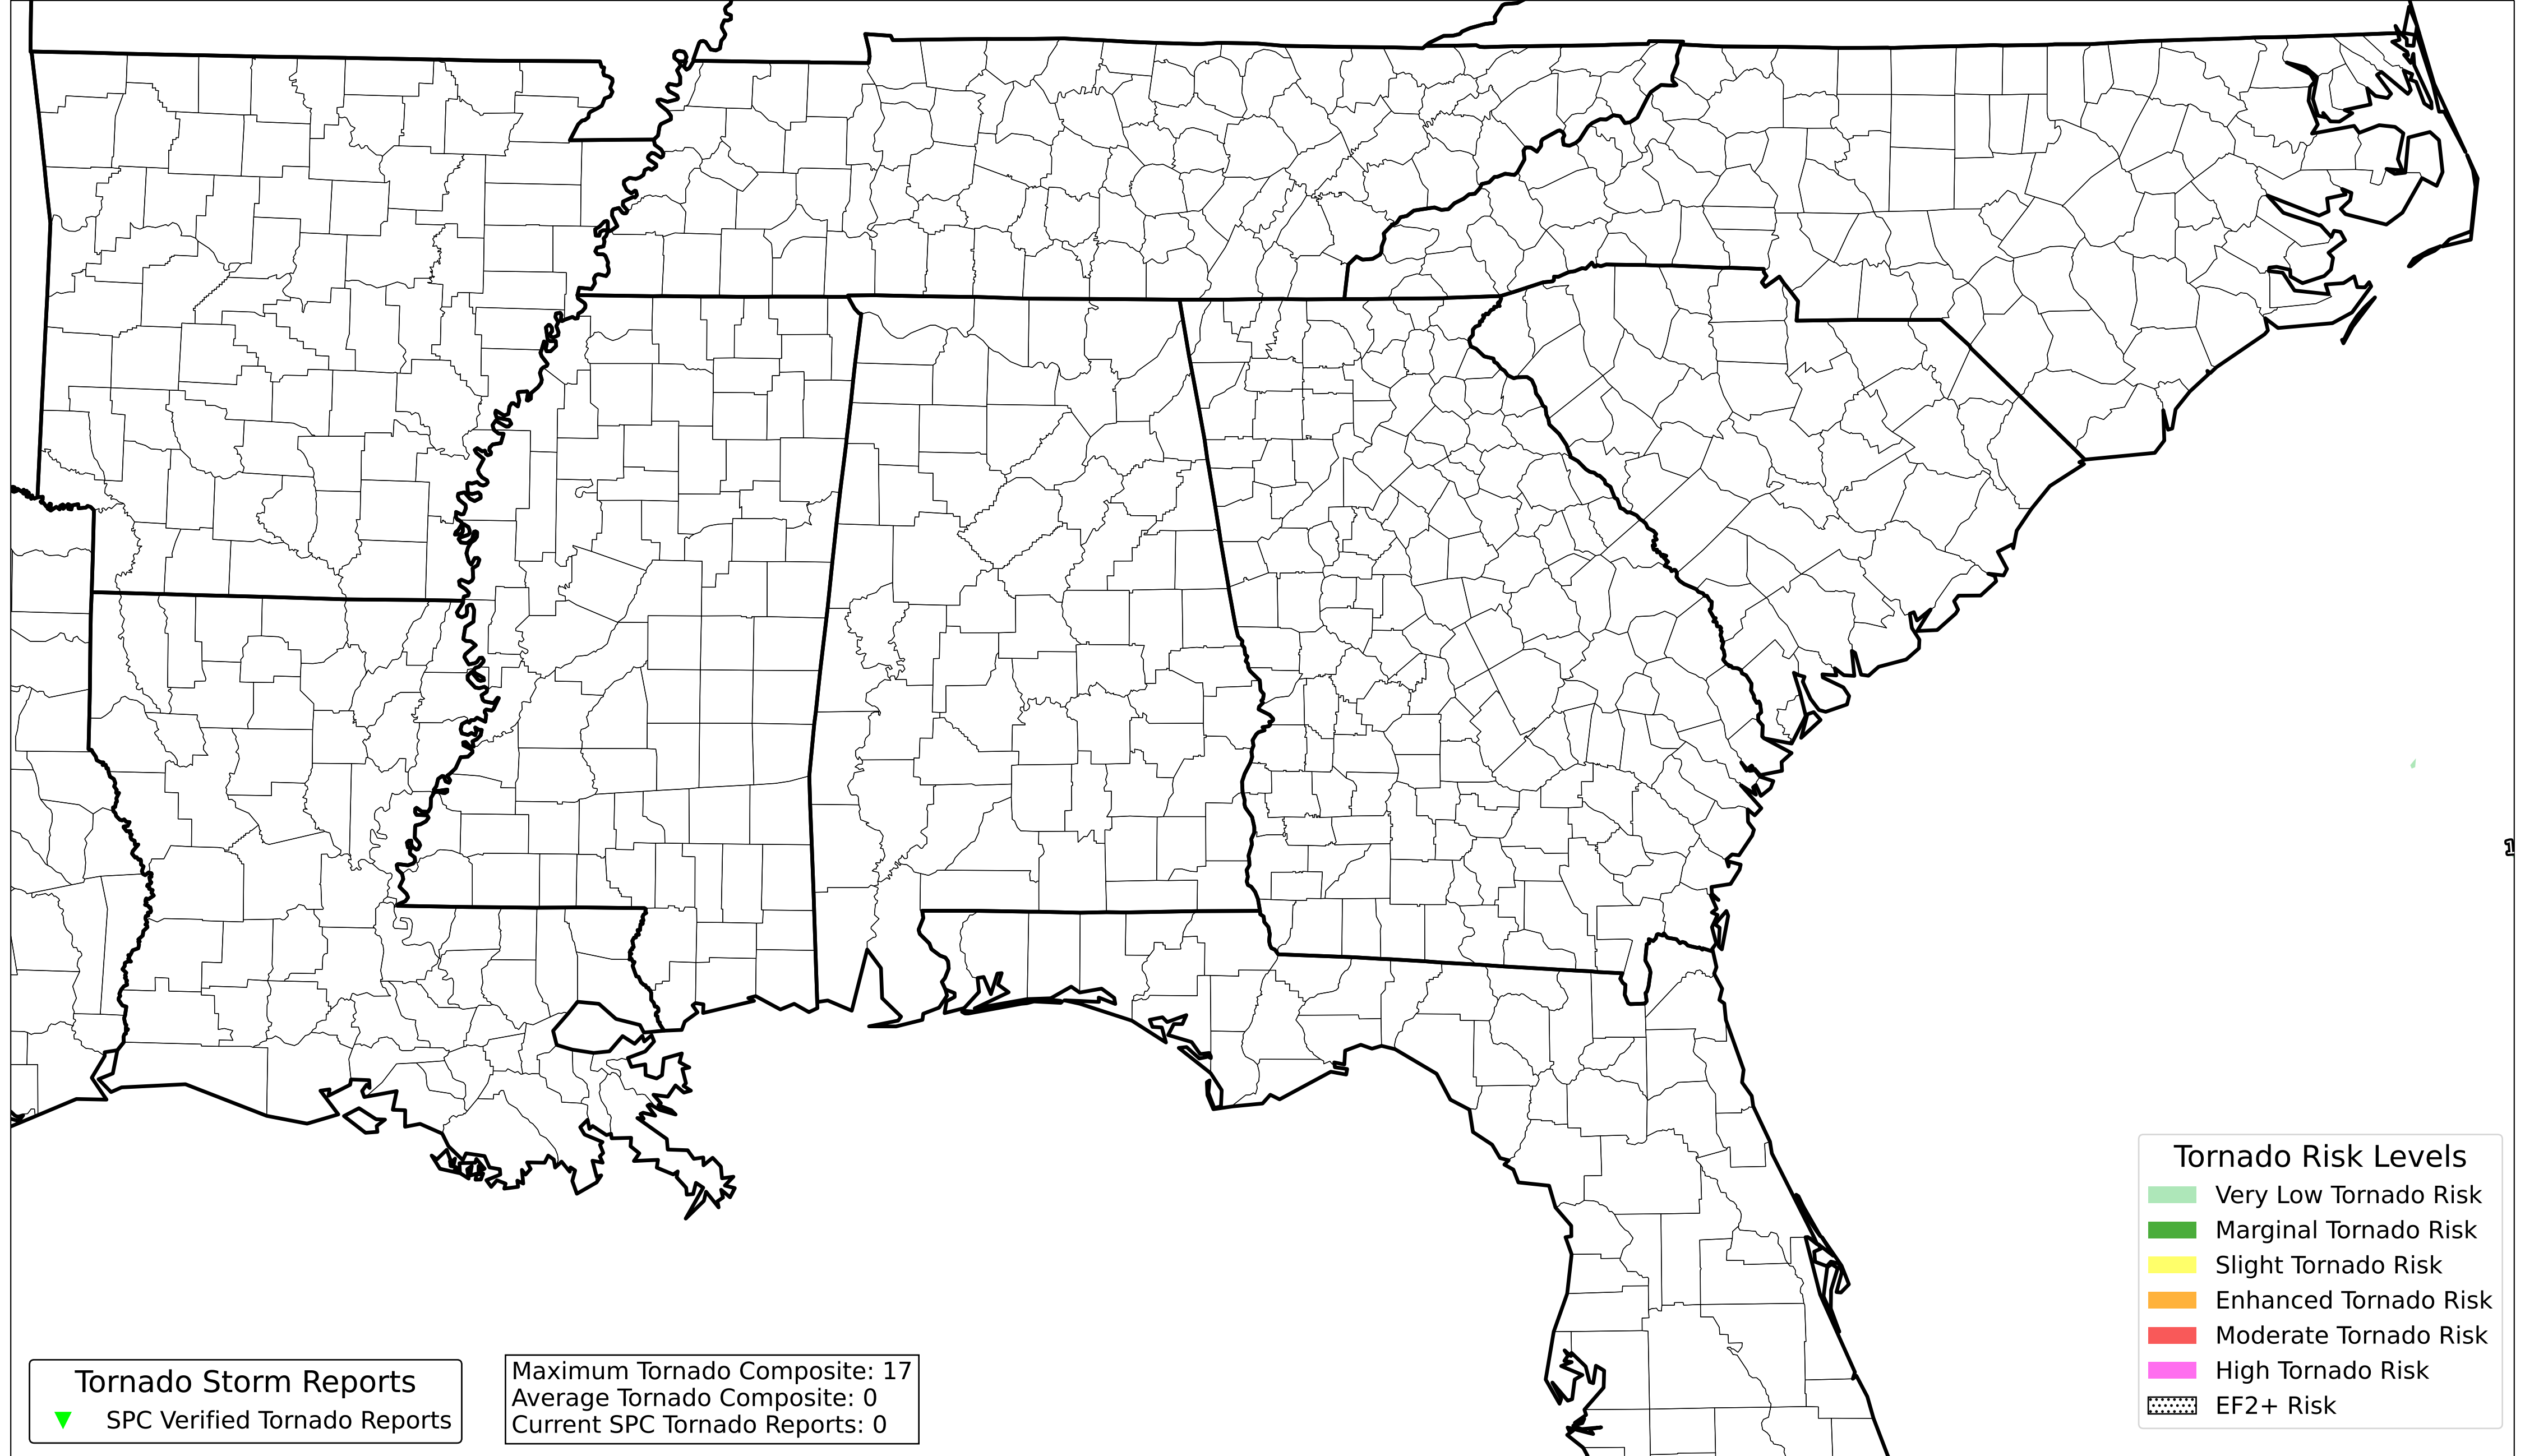 1
Tornado Risk Levels
Very Low Tornado Risk
Marginal Tornado Risk
Slight Tornado Risk
Enhanced Tornado Risk
Moderate Tornado Risk
High Tornado Risk
EF2+ Risk
Tornado Storm Reports
SPC Verified Tornado Reports
Maximum Tornado Composite: 17
Average Tornado Composite: 0
Current SPC Tornado Reports: 0